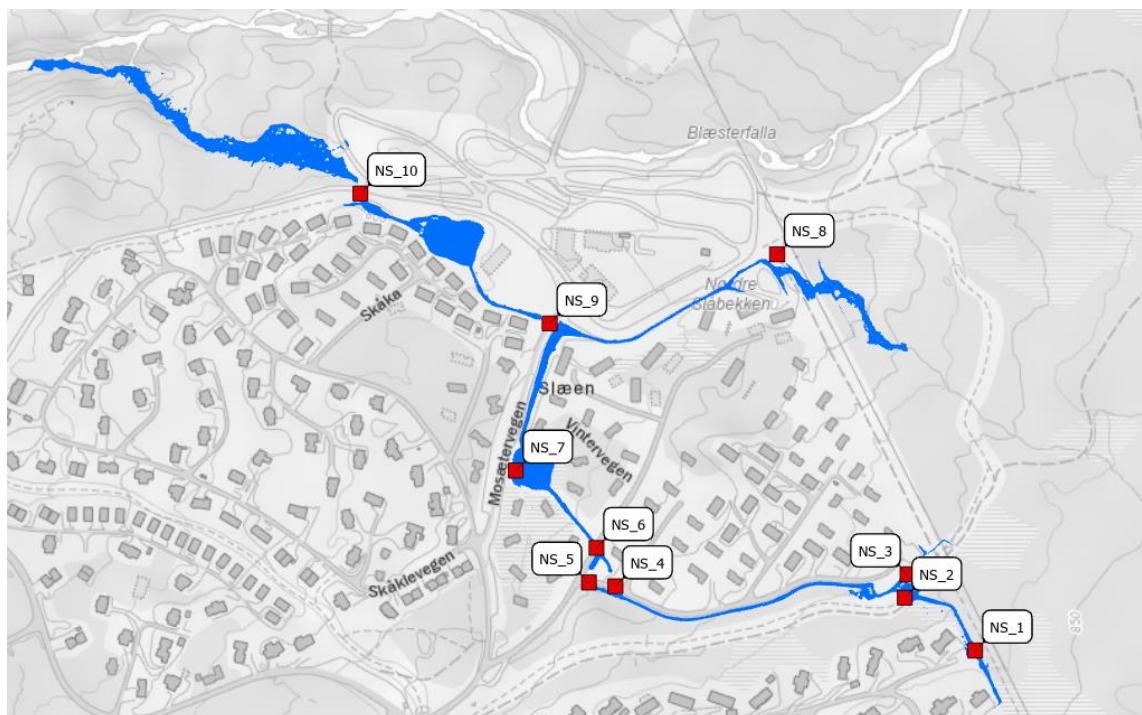 Blæsterfalla
NS_10
NS_8
Nordre
Slåbekken
Skåka
NS_9
Slæen
Mosætervegen
NS_7
Vintervegen
NS_6
NS_5
NS_4
NS_3
NS_2
Skåklevegen
NS_1
850